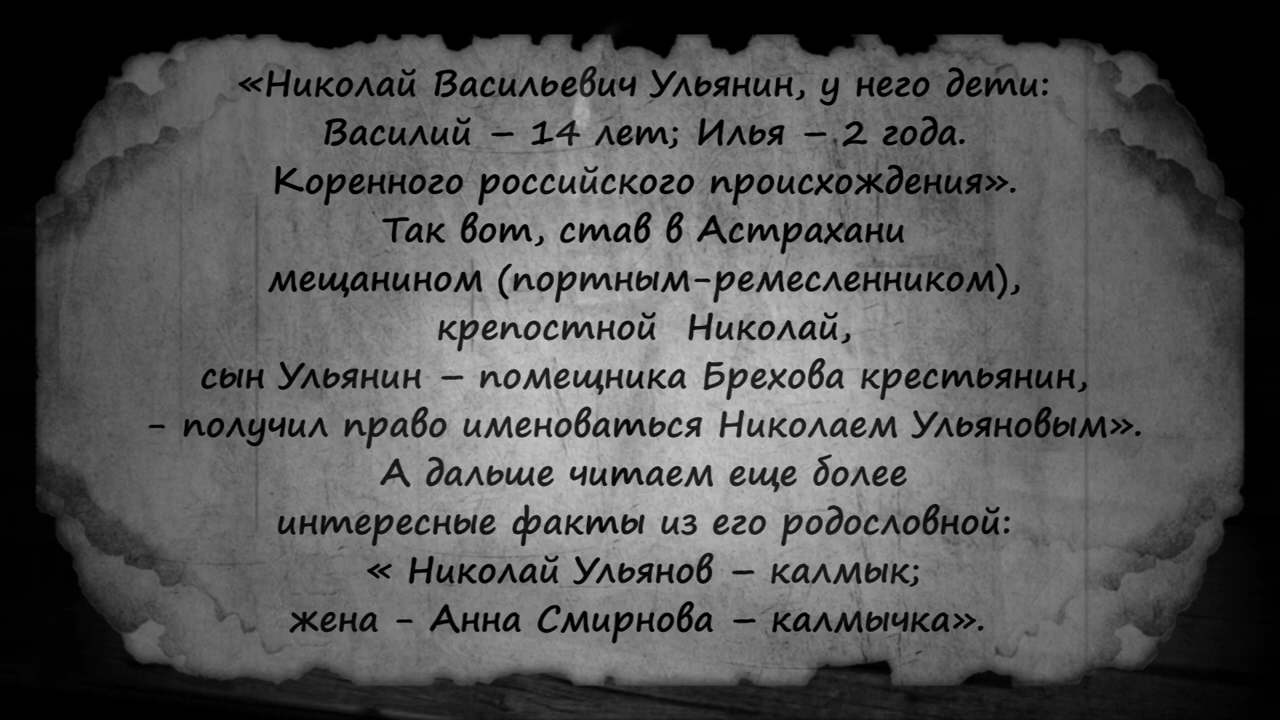 «Николай Васильевич Ульянин, у него дети:
Василий – 14 лет; Илья – 2 года.
Коренного российского происхождения».
Так вот, став в Астрахани
мещанином (портным-ремесленником),
крепостной Николай,
сын Ульянин – помещника Брехова крестьянин,
- получил право именоваться Николаем Ульяновым».
А дальше читаем еще более
интересные факты из его родословной:
« Николай Ульянов – калмык;
жена - Анна Смирнова – калмычка».